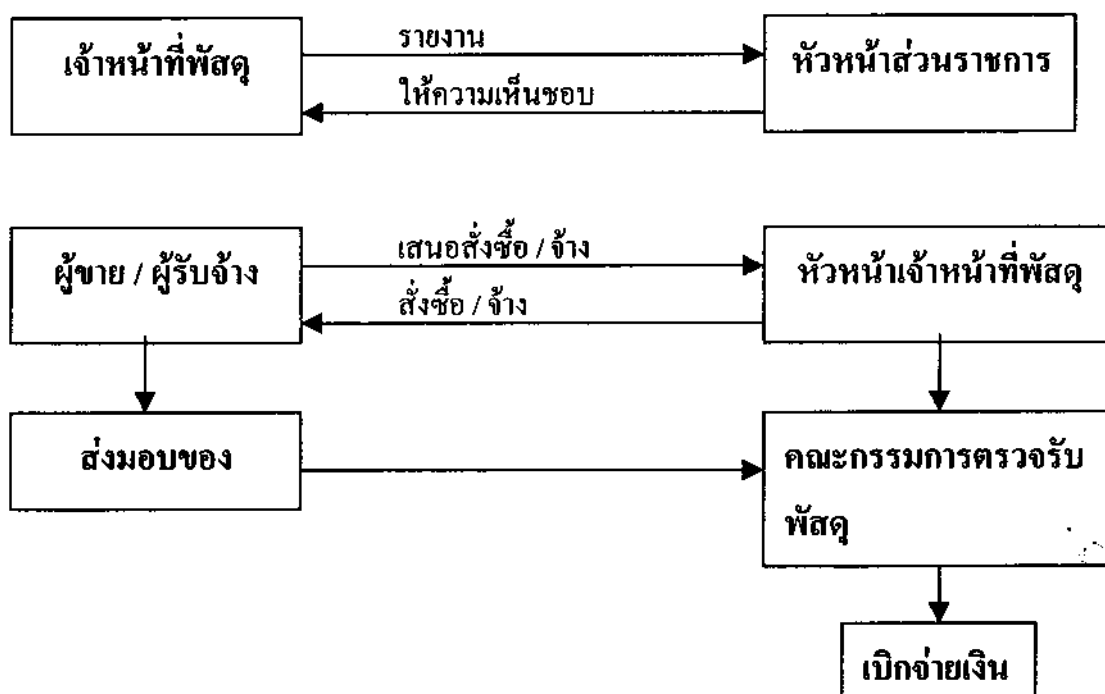 รายงาน
เจ้าหน้าที่พัสดุ
หัวหน้าส่วนราชการ
ให้ความเห็นชอบ
เสนอสั่งซื้อ / จ้าง
ผู้ขาย / ผู้รับจ้าง
หัวหน้าเจ้าหน้าที่พัสดุ
สั่งซื้อ / จ้าง
ส่งมอบของ
คณะกรรมการตรวจรับ
พัสดุ
เบิกจ่ายเงิน